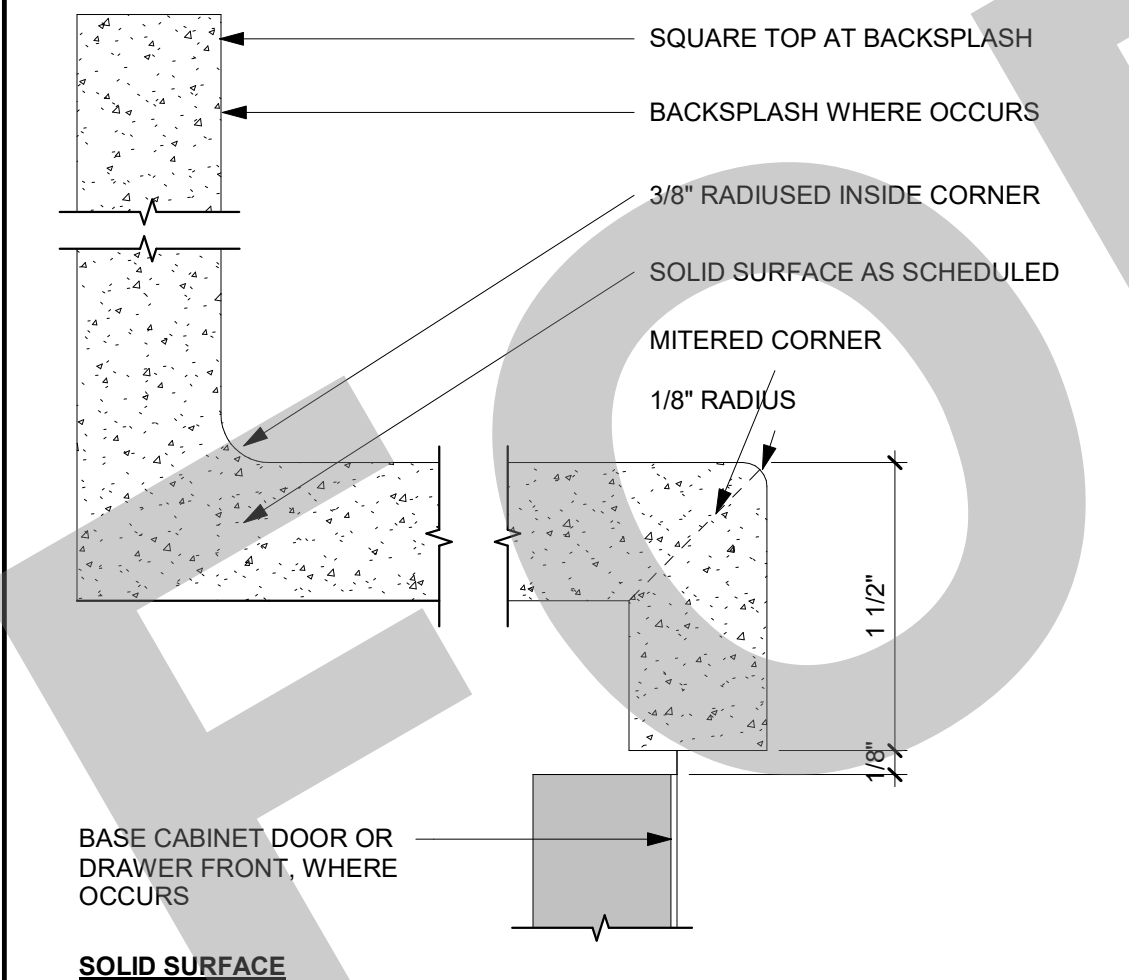 SQUARE TOP AT BACKSPLASH
BACKSPLASH WHERE OCCURS
3/8" RADIUSED INSIDE CORNER
SOLID SURFACE AS SCHEDULED
MITERED CORNER
1/8" RADIUS
1 1/2"
1/8"
BASE CABINET DOOR OR
DRAWER FRONT, WHERE
OCCURS
SOLID SURFACE
FO